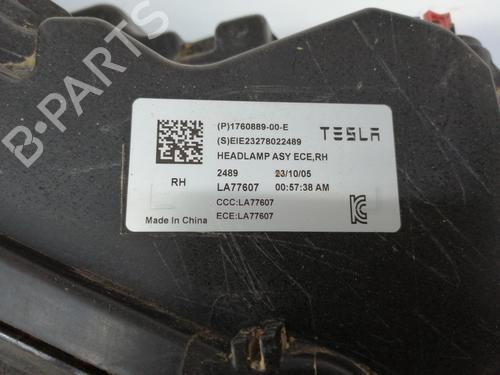 (P)1760889-00-E
TESLA
(S)EIE23278022489
HEADLAMP ASY ECE,RH
2489 23/10/05
RH
LA77607 00:57:38 AM
CCC:LA77607
Made In China
ECE:LA77607
B-PARTS